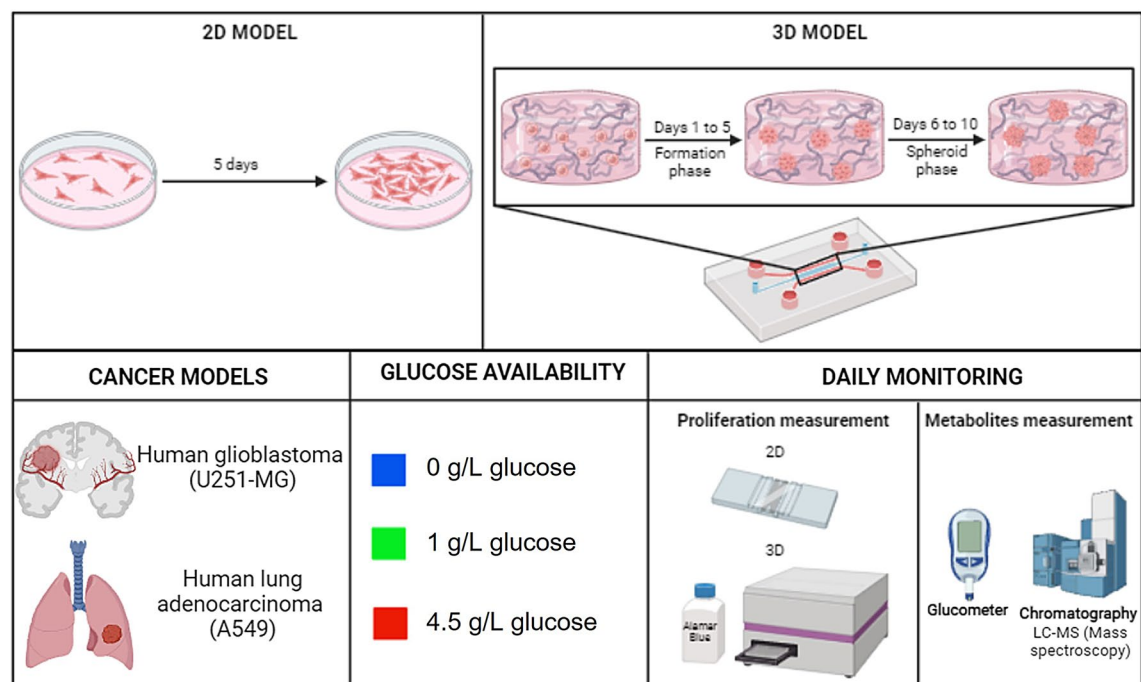 2D MODEL
5 days
3D MODEL
Days 1 to 5
Formation
phase
Days 6 to 10
Spheroid
phase
CANCER MODELS
Human glioblastoma
(U251-MG)
Human lung
adenocarcinoma
(A549)
GLUCOSE AVAILABILITY
0 g/L glucose
1 g/L glucose
4.5 g/L glucose
DAILY MONITORING
Proliferation measurement
2D
3D
Alamar
Blue
Metabolites measurement
Glucometer
Chromatography
LC-MS (Mass
spectroscopy)